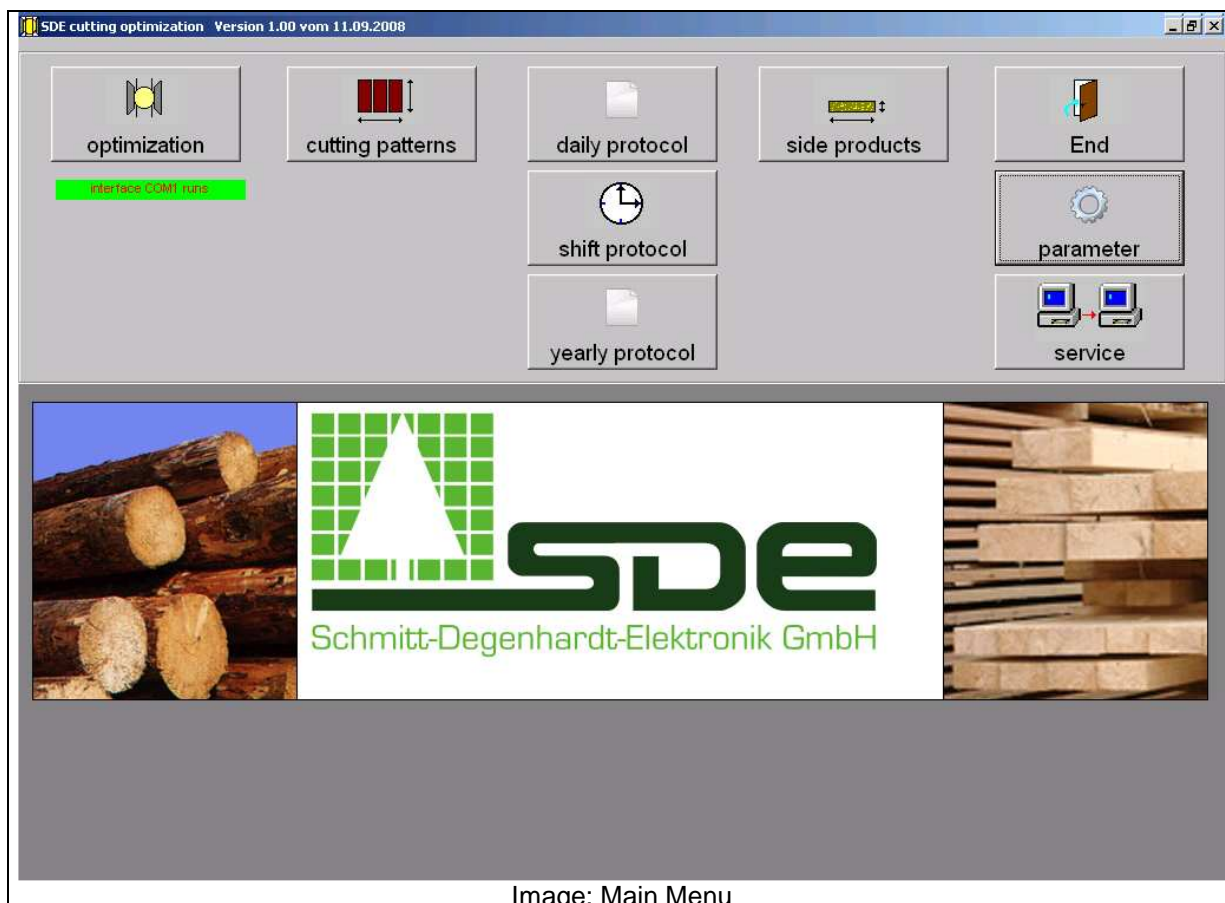 SDE cutting optimization Version 1.00 vom 11.09.2008
optimization
cutting patterns
daily protocol
side products
End
interface COM1 runs
shift protocol
parameter
yearly protocol
service
SDE
Schmitt-Degenhardt-Elektronik GmbH
Image: Main Menu